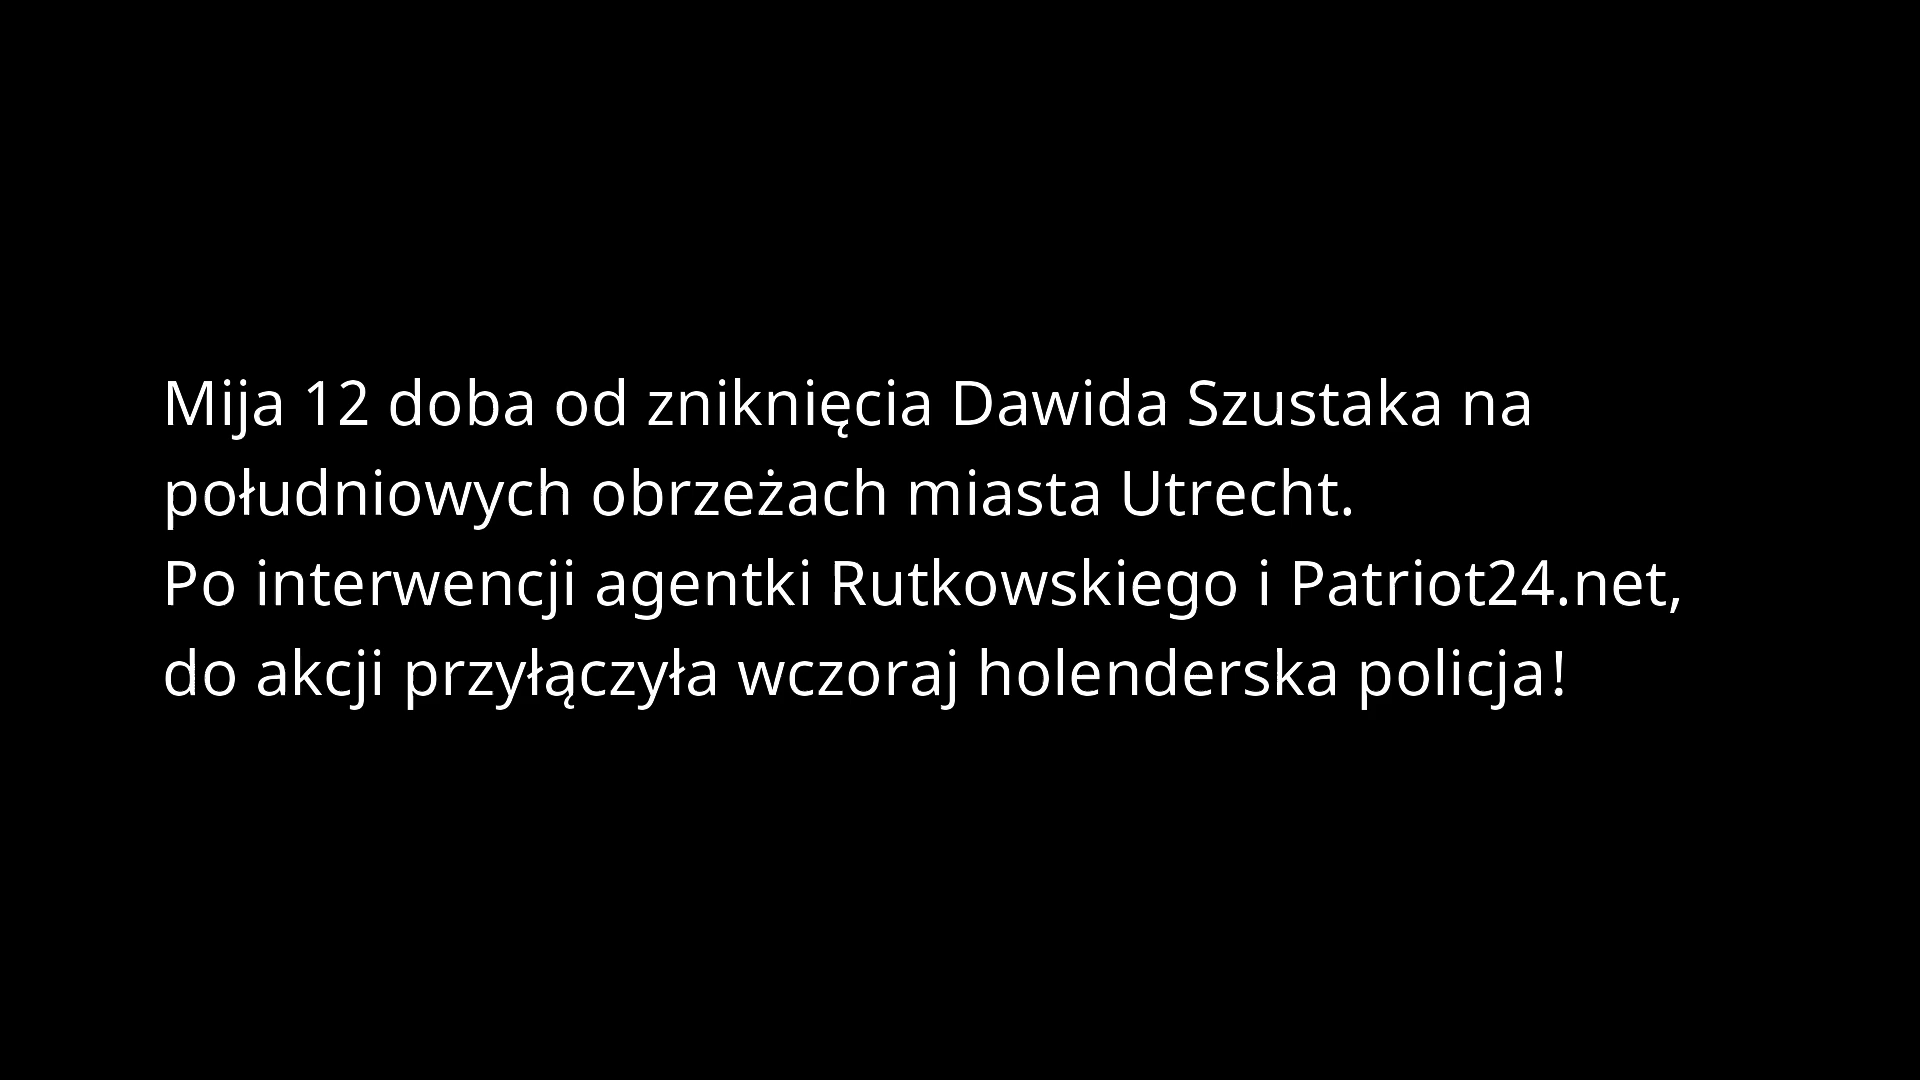 Mija 12 doba od zniknięcia Dawida Szustaka na
południowych obrzeżach miasta Utrecht.
Po interwencji agentki Rutkowskiego i Patriot24.net,
do akcji przyłączyła wczoraj holenderska policja!